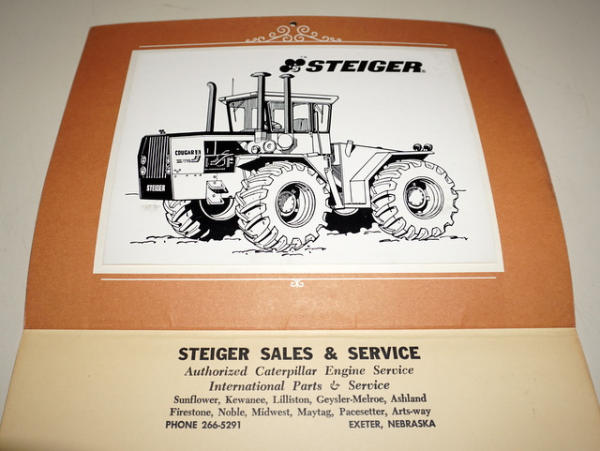 STEIGER
COUGAR II
STEIGER
STEIGER SALES & SERVICE
Authorized Caterpillar Engine Service
International Parts & Service
Sunflower, Kewanee, Lilliston, Geysler-Melroe, Ashland
Firestone, Noble, Midwest, Maytag, Pacesetter, Arts-way
PHONE 266-5291 EXETER, NEBRASKA